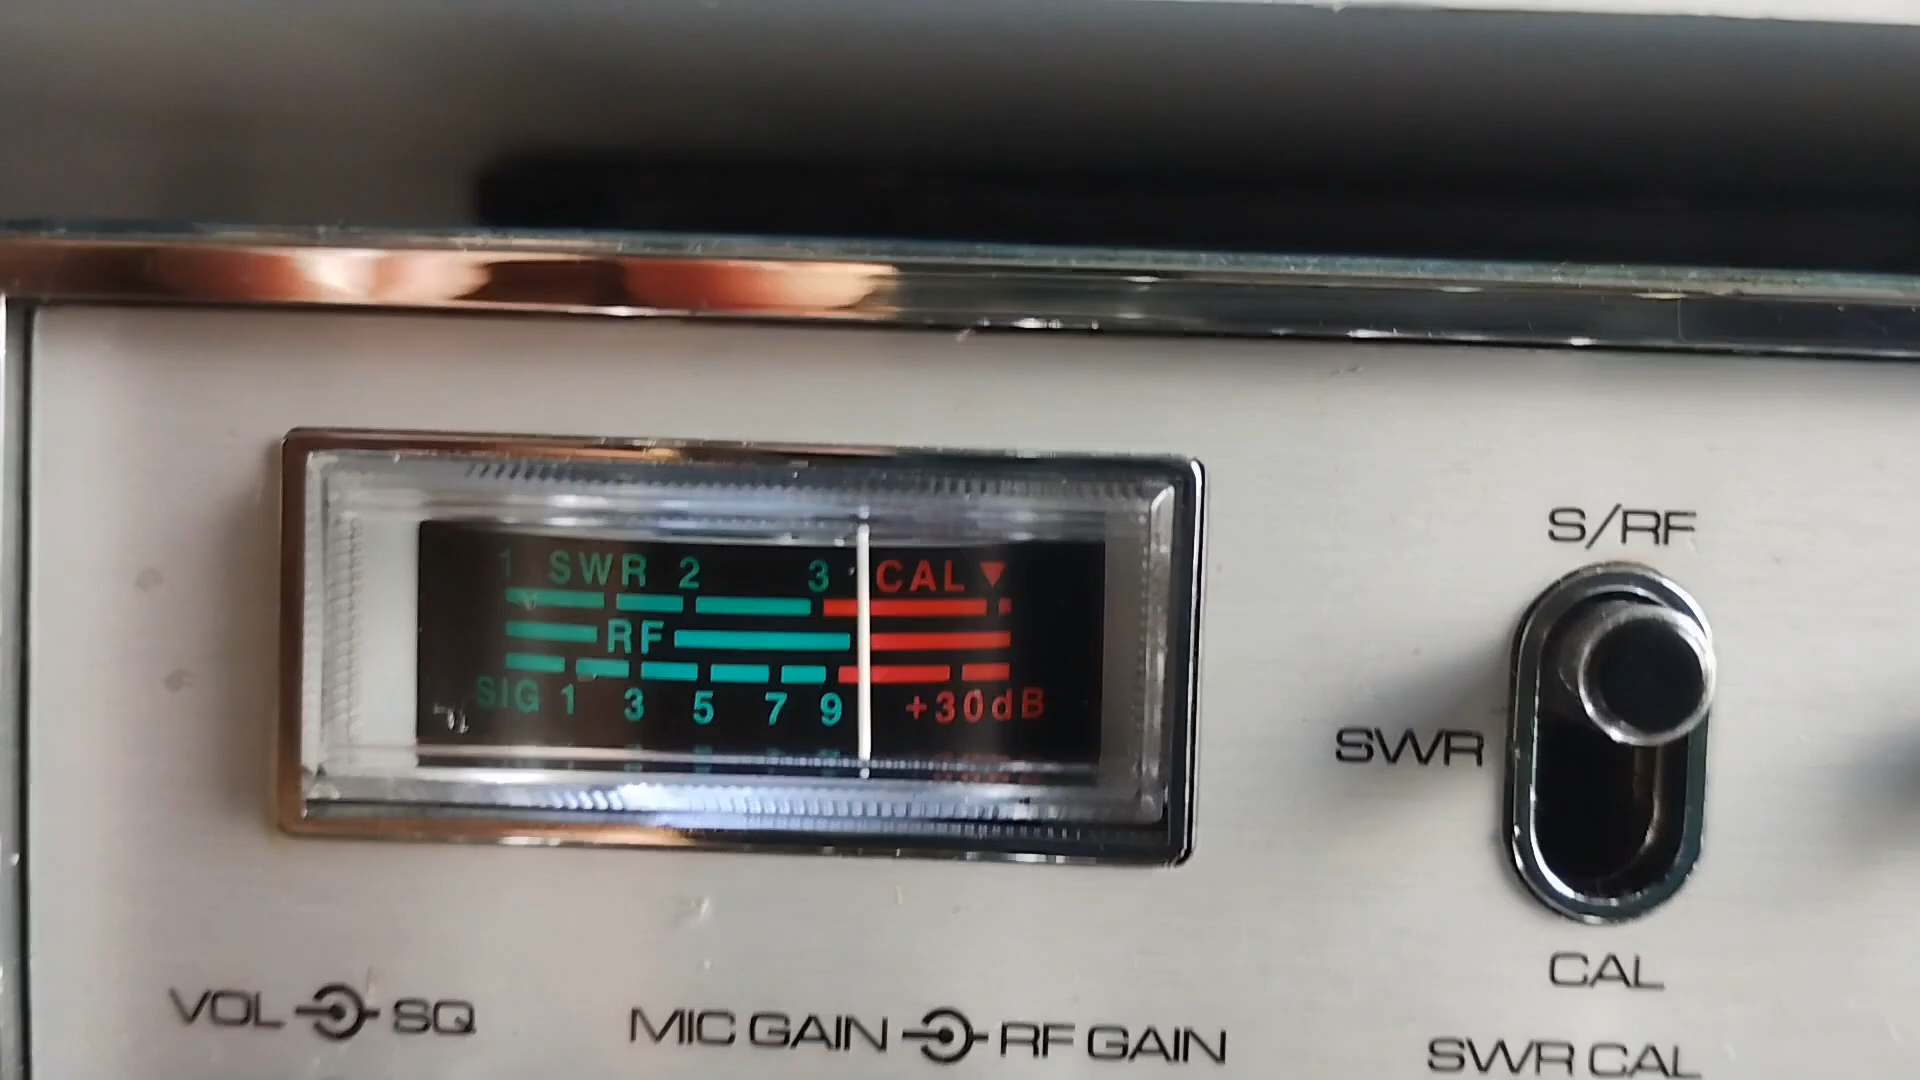 1 SWR 2 3 CAL
RF
SIG 1 3 5 7 9 +30dB
S/RF
SWR
CAL
VOL SQ
MIC GAIN RF GAIN
SWR CAL